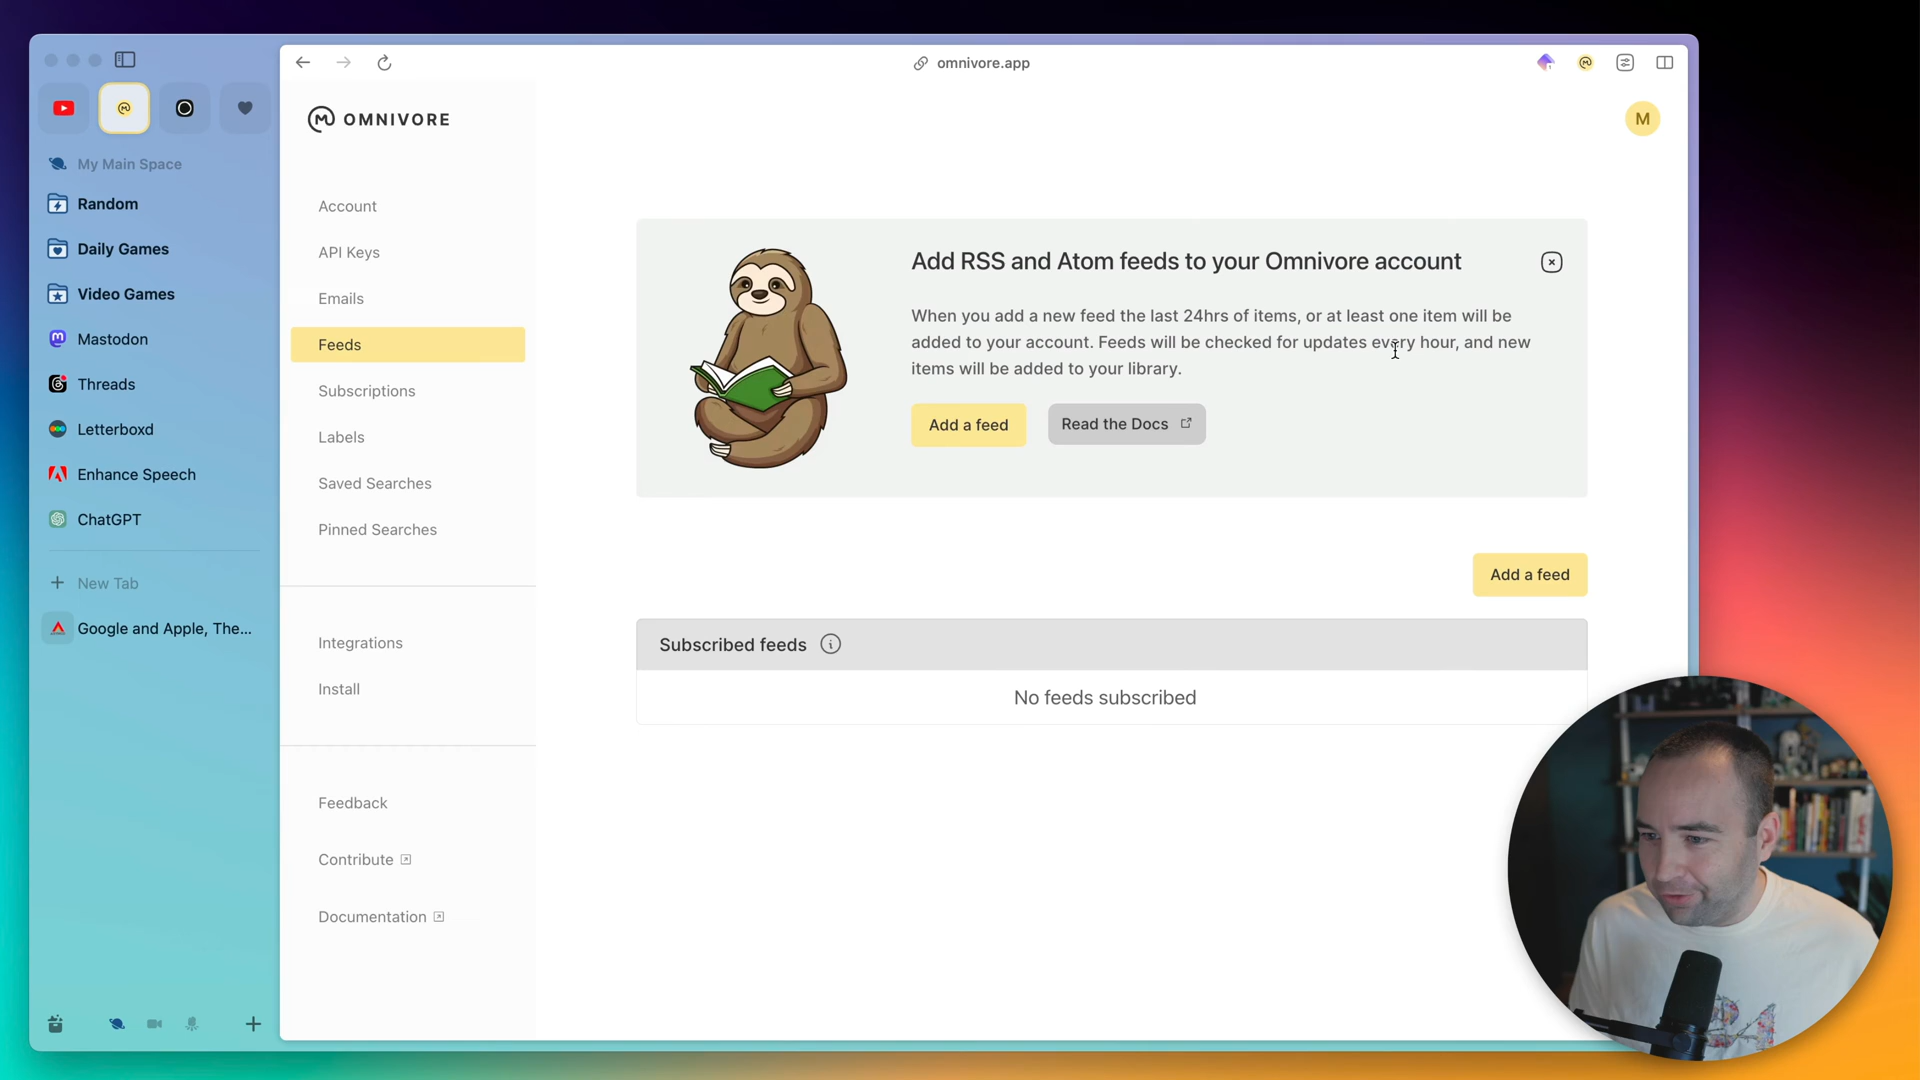 omnivore.app
My Main Space
Random
Daily Games
Video Games
Mastodon
Threads
Letterboxd
Enhance Speech
ChatGPT
New Tab
Google and Apple, The...
OMNIVORE
M
Account
API Keys
Emails
Feeds
Subscriptions
Labels
Saved Searches
Pinned Searches
Integrations
Install
Feedback
Contribute
Documentation
Add RSS and Atom feeds to your Omnivore account
When you add a new feed the last 24hrs of items, or at least one item will be
added to your account. Feeds will be checked for updates every hour, and new
items will be added to your library.
Add a feed
Read the Docs
Add a feed
Subscribed feeds
No feeds subscribed